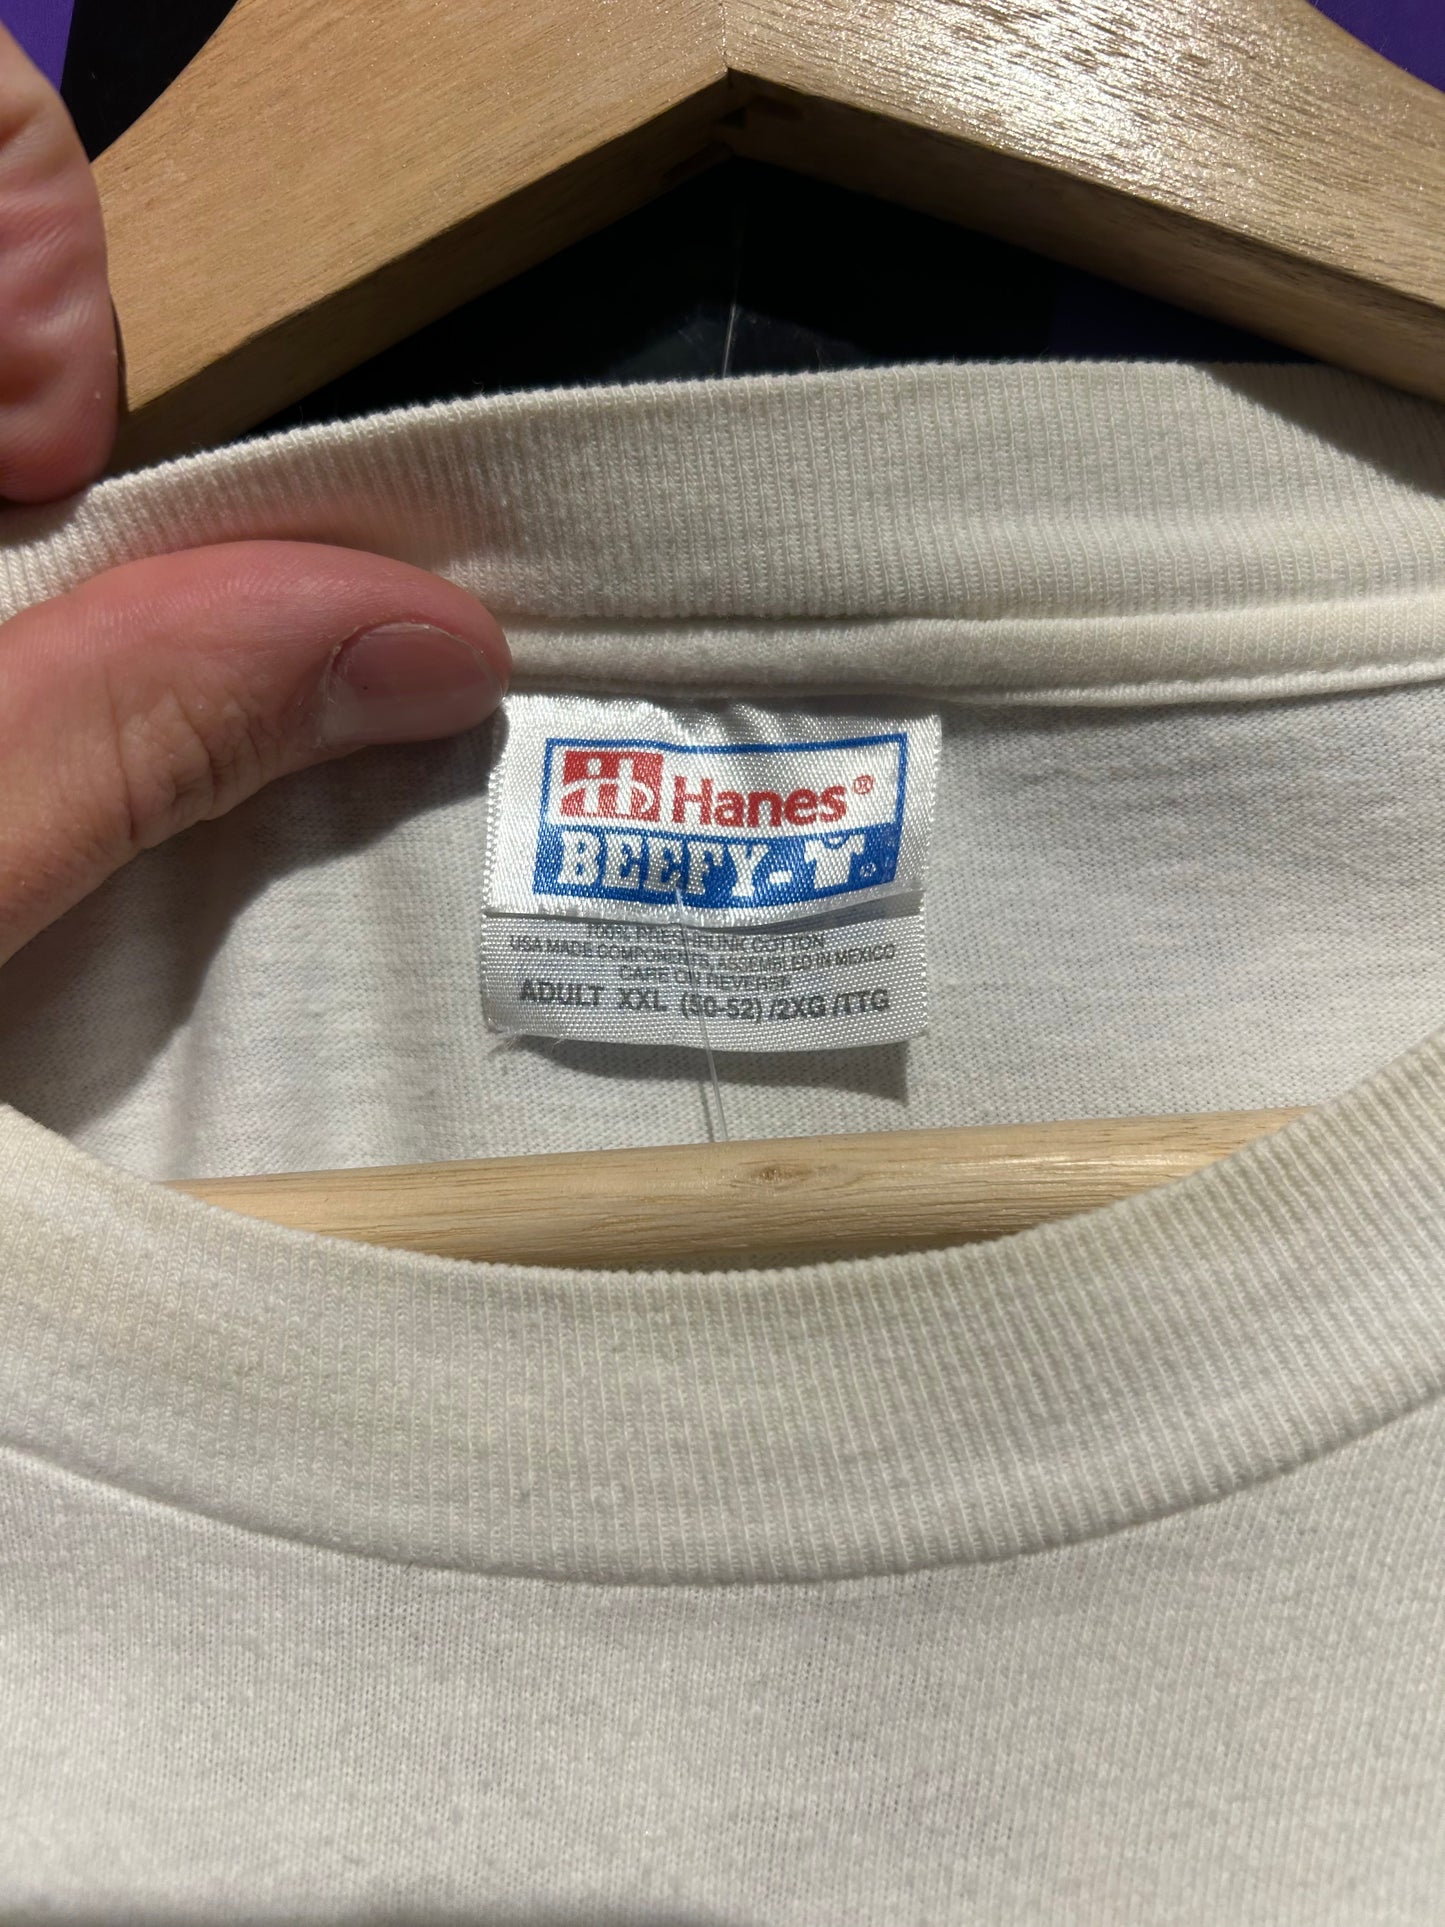 Hanes®
BEEFY-T
100% PRESHRUNK COTTON
USA MADE COMPONENTS, ASSEMBLED IN MEXICO
CARE ON REVERSE
ADULT XXL (50-52) /2XG /TTG